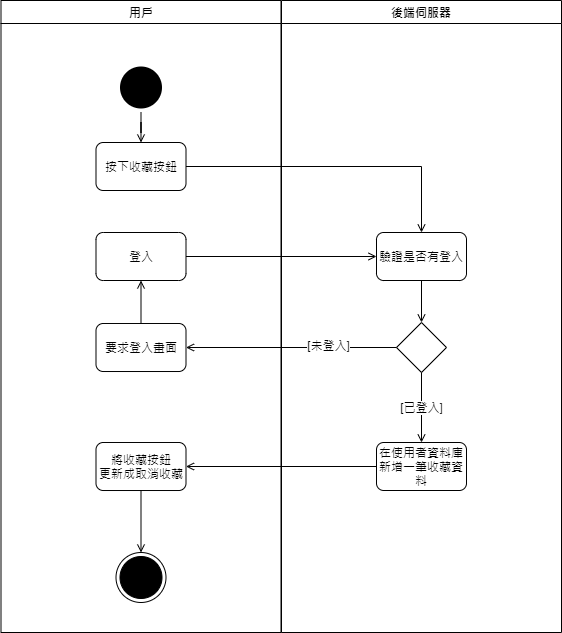 用戶
後端伺服器
按下收藏按鈕
登入
驗證是否有登入
要求登入畫面
[未登入]
[已登入]
將收藏按鈕
更新成取消收藏
在使用者資料庫
新增一筆收藏資
料